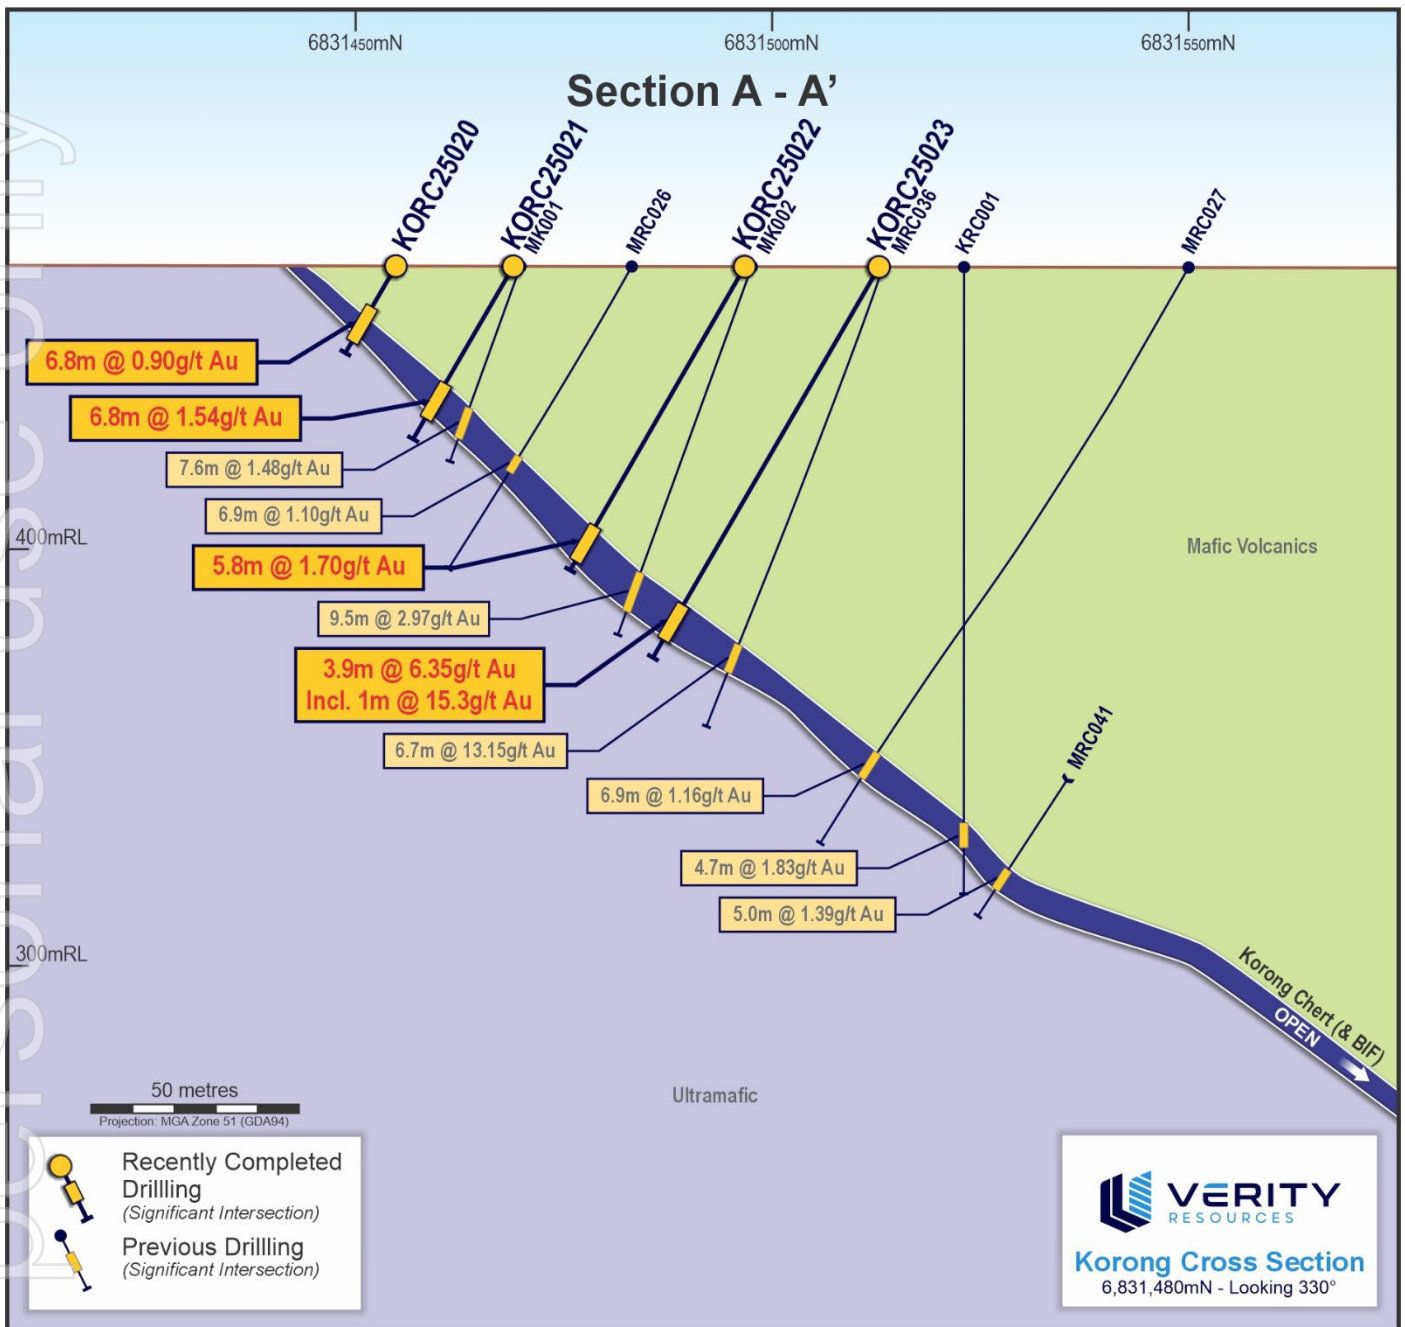 6831450mN
6831500mN
6831550mN
Section A - A’
KORC25020
KORC25021
MK001
MRC026
KORC25022
MK002
KORC25023
MRC036
KRC001
MRC027
6.8m @ 0.90g/t Au
6.8m @ 1.54g/t Au
7.6m @ 1.48g/t Au
6.9m @ 1.10g/t Au
400mRL
5.8m @ 1.70g/t Au
Mafic Volcanics
9.5m @ 2.97g/t Au
3.9m @ 6.35g/t Au
Incl. 1m @ 15.3g/t Au
6.7m @ 13.15g/t Au
MRC041
6.9m @ 1.16g/t Au
4.7m @ 1.83g/t Au
5.0m @ 1.39g/t Au
300mRL
Korong Chert (& BIF)
OPEN
Ultramafic
50 metres
Projection: MGA Zone 51 (GDA94)
Recently Completed
Drillling
(Significant Intersection)
Previous Drillling
(Significant Intersection)
VERITY
RESOURCES
Korong Cross Section
6,831,480mN - Looking 330°
personal use only